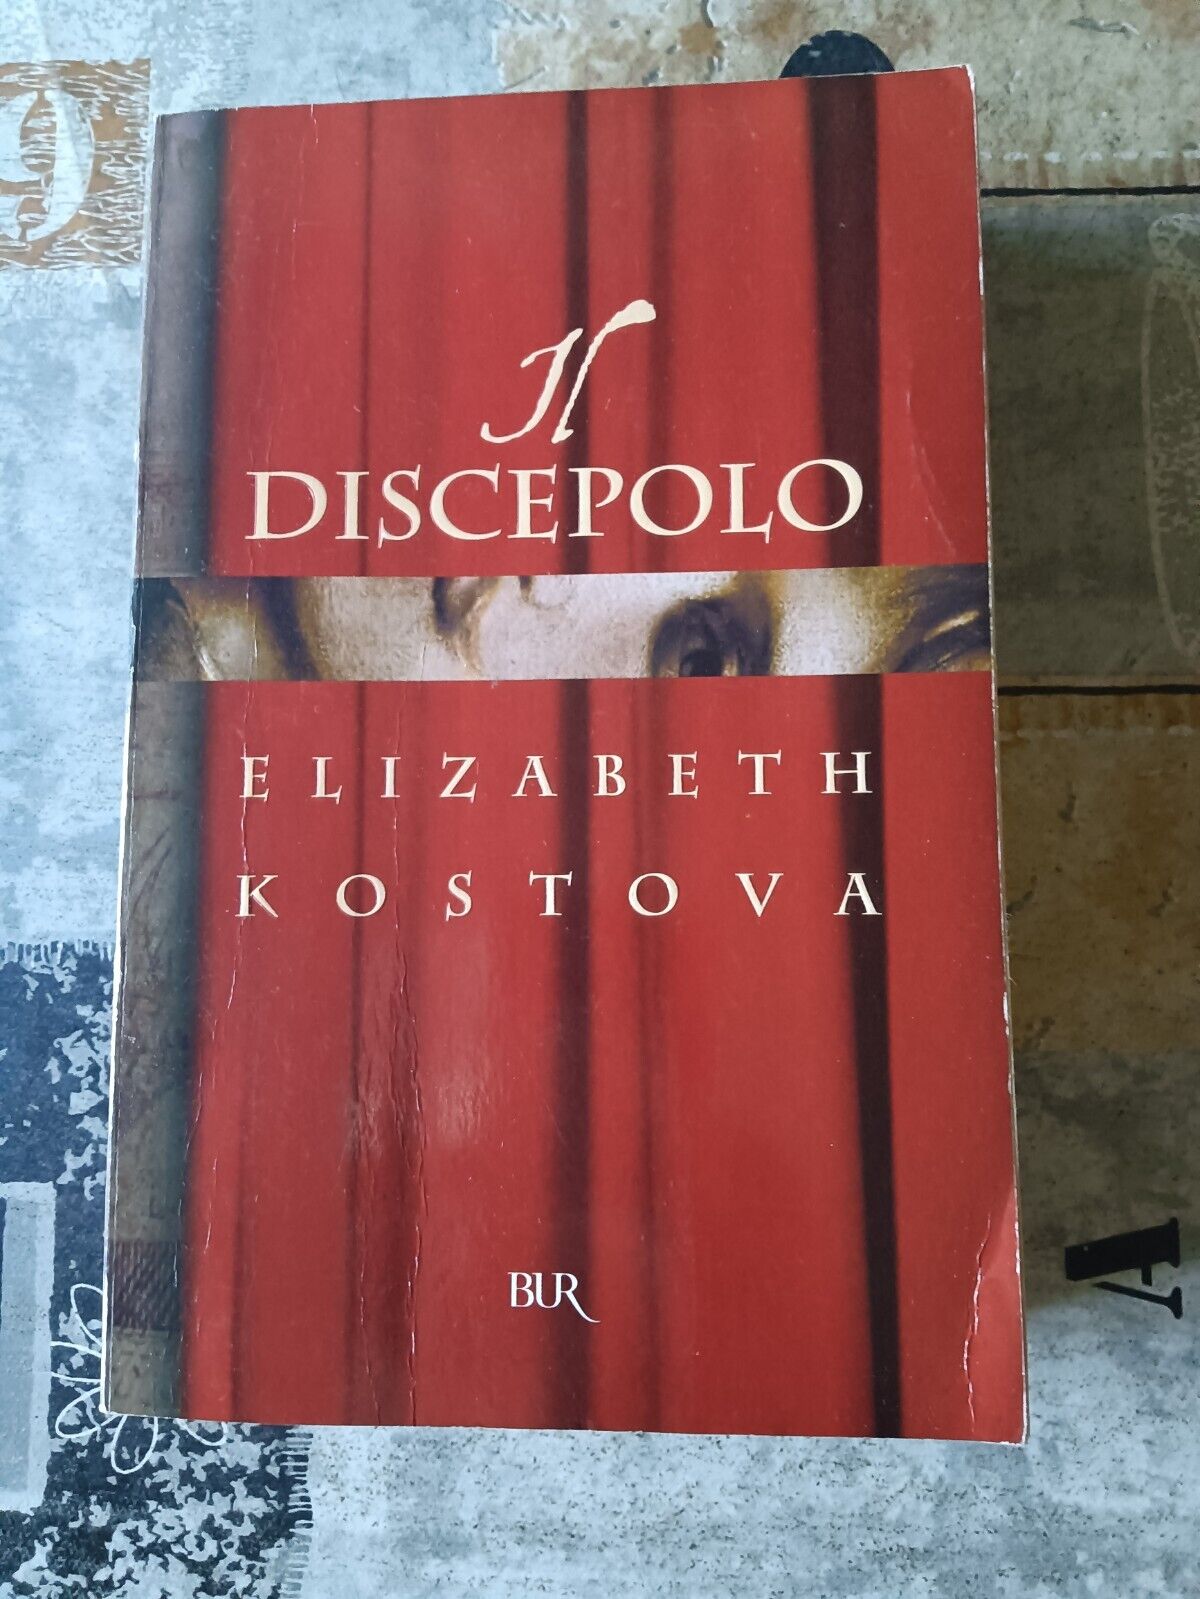 Il
DISCEPOLO
ELIZABETH
KOSTOVA
BUR
A